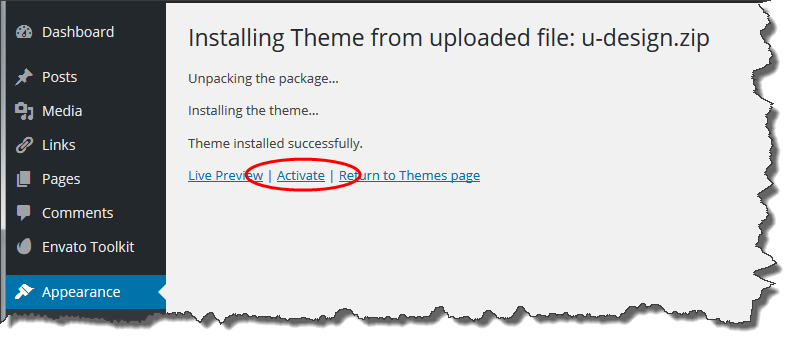 Dashboard
Posts
Media
Links
Pages
Comments
Envato Toolkit
Appearance
Installing Theme from uploaded file: u-design.zip
Unpacking the package...
Installing the theme...
Theme installed successfully.
Live Preview | Activate | Return to Themes page